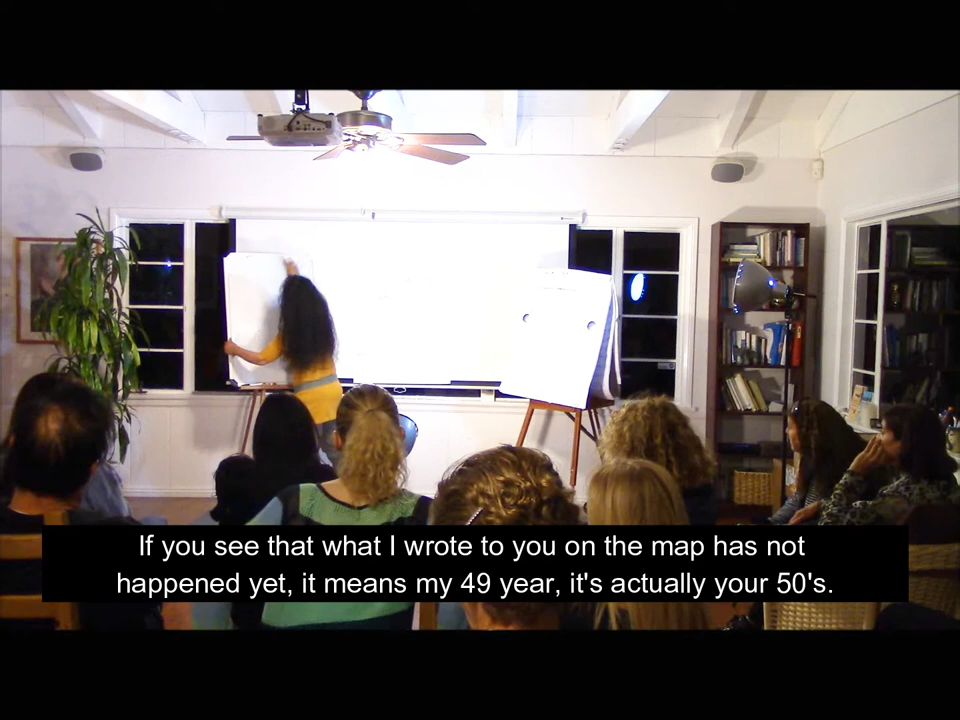 If you see that what I wrote to you on the map has not
happened yet, it means my 49 year, it's actually your 50's.